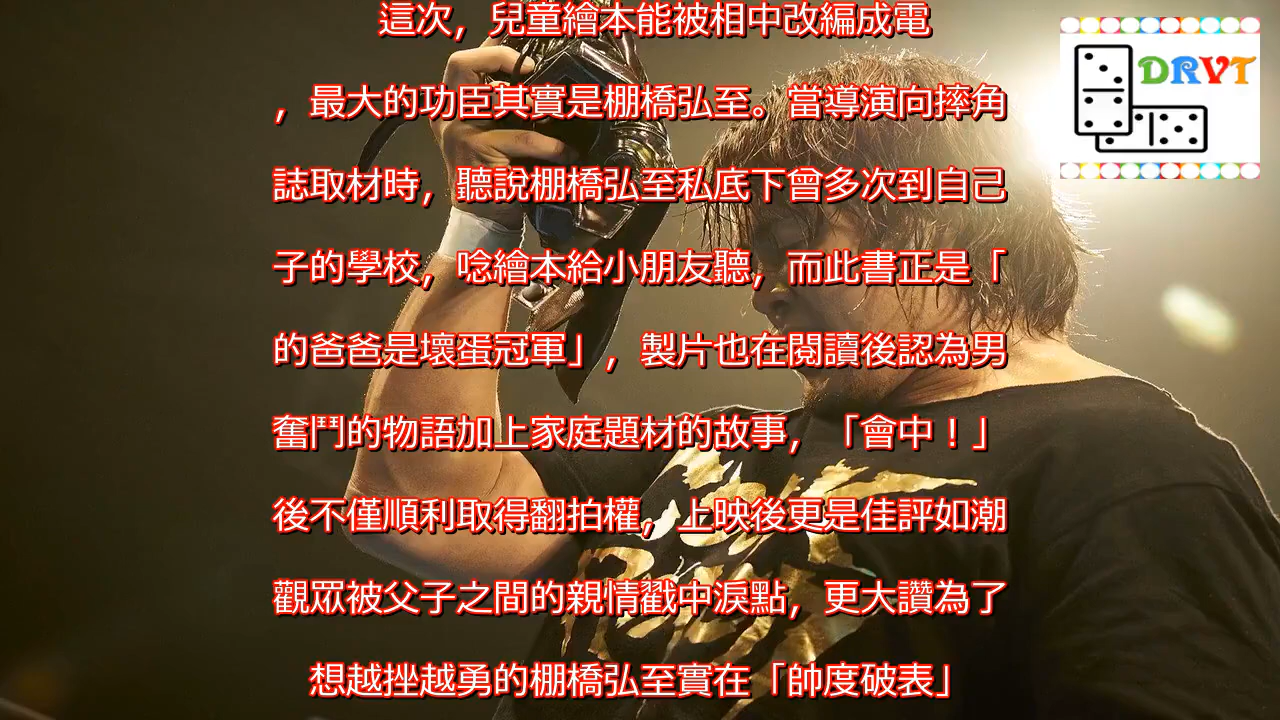 這次，兒童繪本能被相中改編成電
，最大的功臣其實是棚橋弘至。當導演向摔角
誌取材時，聽說棚橋弘至私底下曾多次到自己
子的學校，唸繪本給小朋友聽，而此書正是「
的爸爸是壞蛋冠軍」，製片也在閱讀後認為男
奮鬥的物語加上家庭題材的故事，「會中！」
後不僅順利取得翻拍權，上映後更是佳評如潮
觀眾被父子之間的親情戳中淚點，更大讚為了
想越挫越勇的棚橋弘至實在「帥度破表」
DRVT